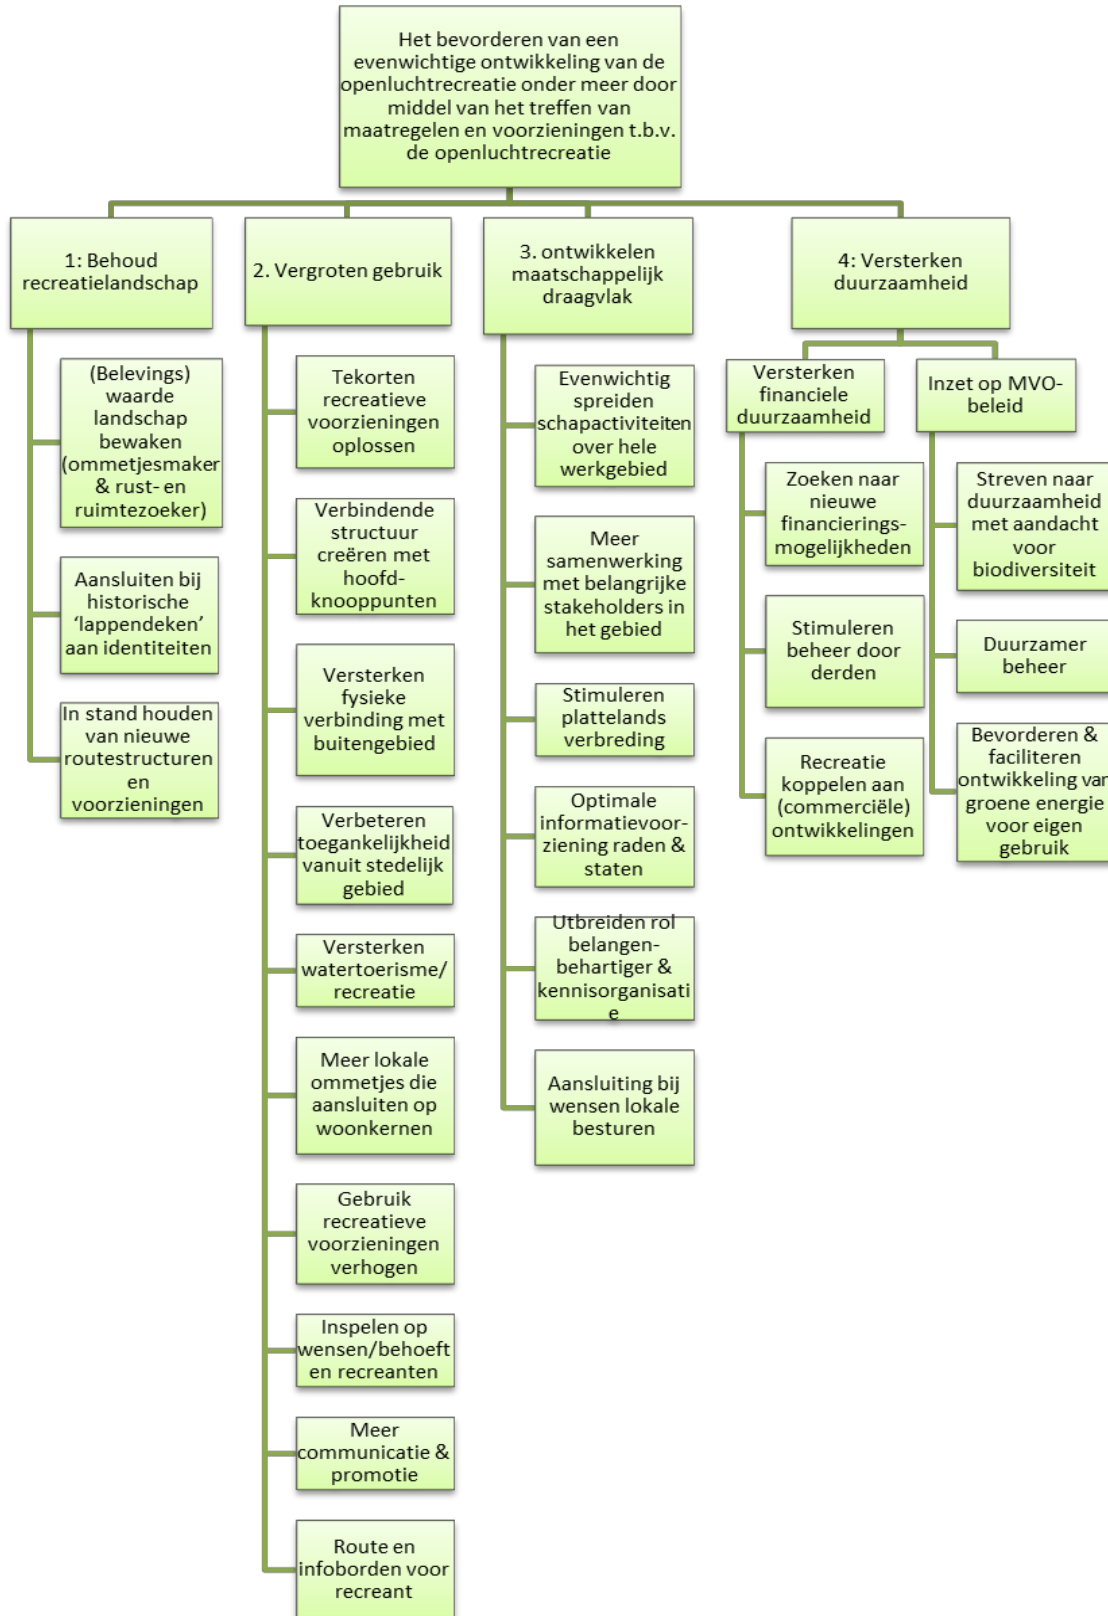 Het bevorderen van een
evenwichtige ontwikkeling van de
openluchtrecreatie onder meer door
middel van het treffen van
maatregelen en voorzieningen t.b.v.
de openluchtrecreatie
1: Behoud
recreatielandschap
(Belevings)
waarde
landschap
bewaken
(ommetjesmaker
& rust- en
ruimtezoeker)
Aansluiten bij
historische
‘lappendeken’
aan identiteiten
In stand houden
van nieuwe
routestructuren
en
voorzieningen
2. Vergroten gebruik
Tekorten
recreatieve
voorzieningen
oplossen
Verbindende
structuur
creëren met
hoofd-
knooppunten
Versterken
fysieke
verbinding met
buitengebied
Verbeteren
toegankelijkheid
vanuit stedelijk
gebied
Versterken
watertoerisme/
recreatie
Meer lokale
ommetjes die
aansluiten op
woonkernen
Gebruik
recreatieve
voorzieningen
verhogen
Inspelen op
wensen/behoeft
en recreanten
Meer
communicatie &
promotie
Route en
infoborden voor
recreant
3. ontwikkelen
maatschappelijk
draagvlak
Evenwichtig
spreiden
schapactiviteiten
over hele
werkgebied
Meer
samenwerking
met belangrijke
stakeholders in
het gebied
Stimuleren
plattelands
verbreding
Optimale
informatievoor-
ziening raden &
staten
Utbreiden rol
belangen-
behartiger &
kennisorganisati
e
Aansluiting bij
wensen lokale
besturen
4: Versterken
duurzaamheid
Versterken
financiele
duurzaamheid
Zoeken naar
nieuwe
financierings-
mogelijkheden
Stimuleren
beheer door
derden
Recreatie
koppelen aan
(commerciële)
ontwikkelingen
Inzet op MVO-
beleid
Streven naar
duurzaamheid
met aandacht
voor
biodiversiteit
Duurzamer
beheer
Bevorderen &
faciliteren
ontwikkeling van
groene energie
voor eigen
gebruik